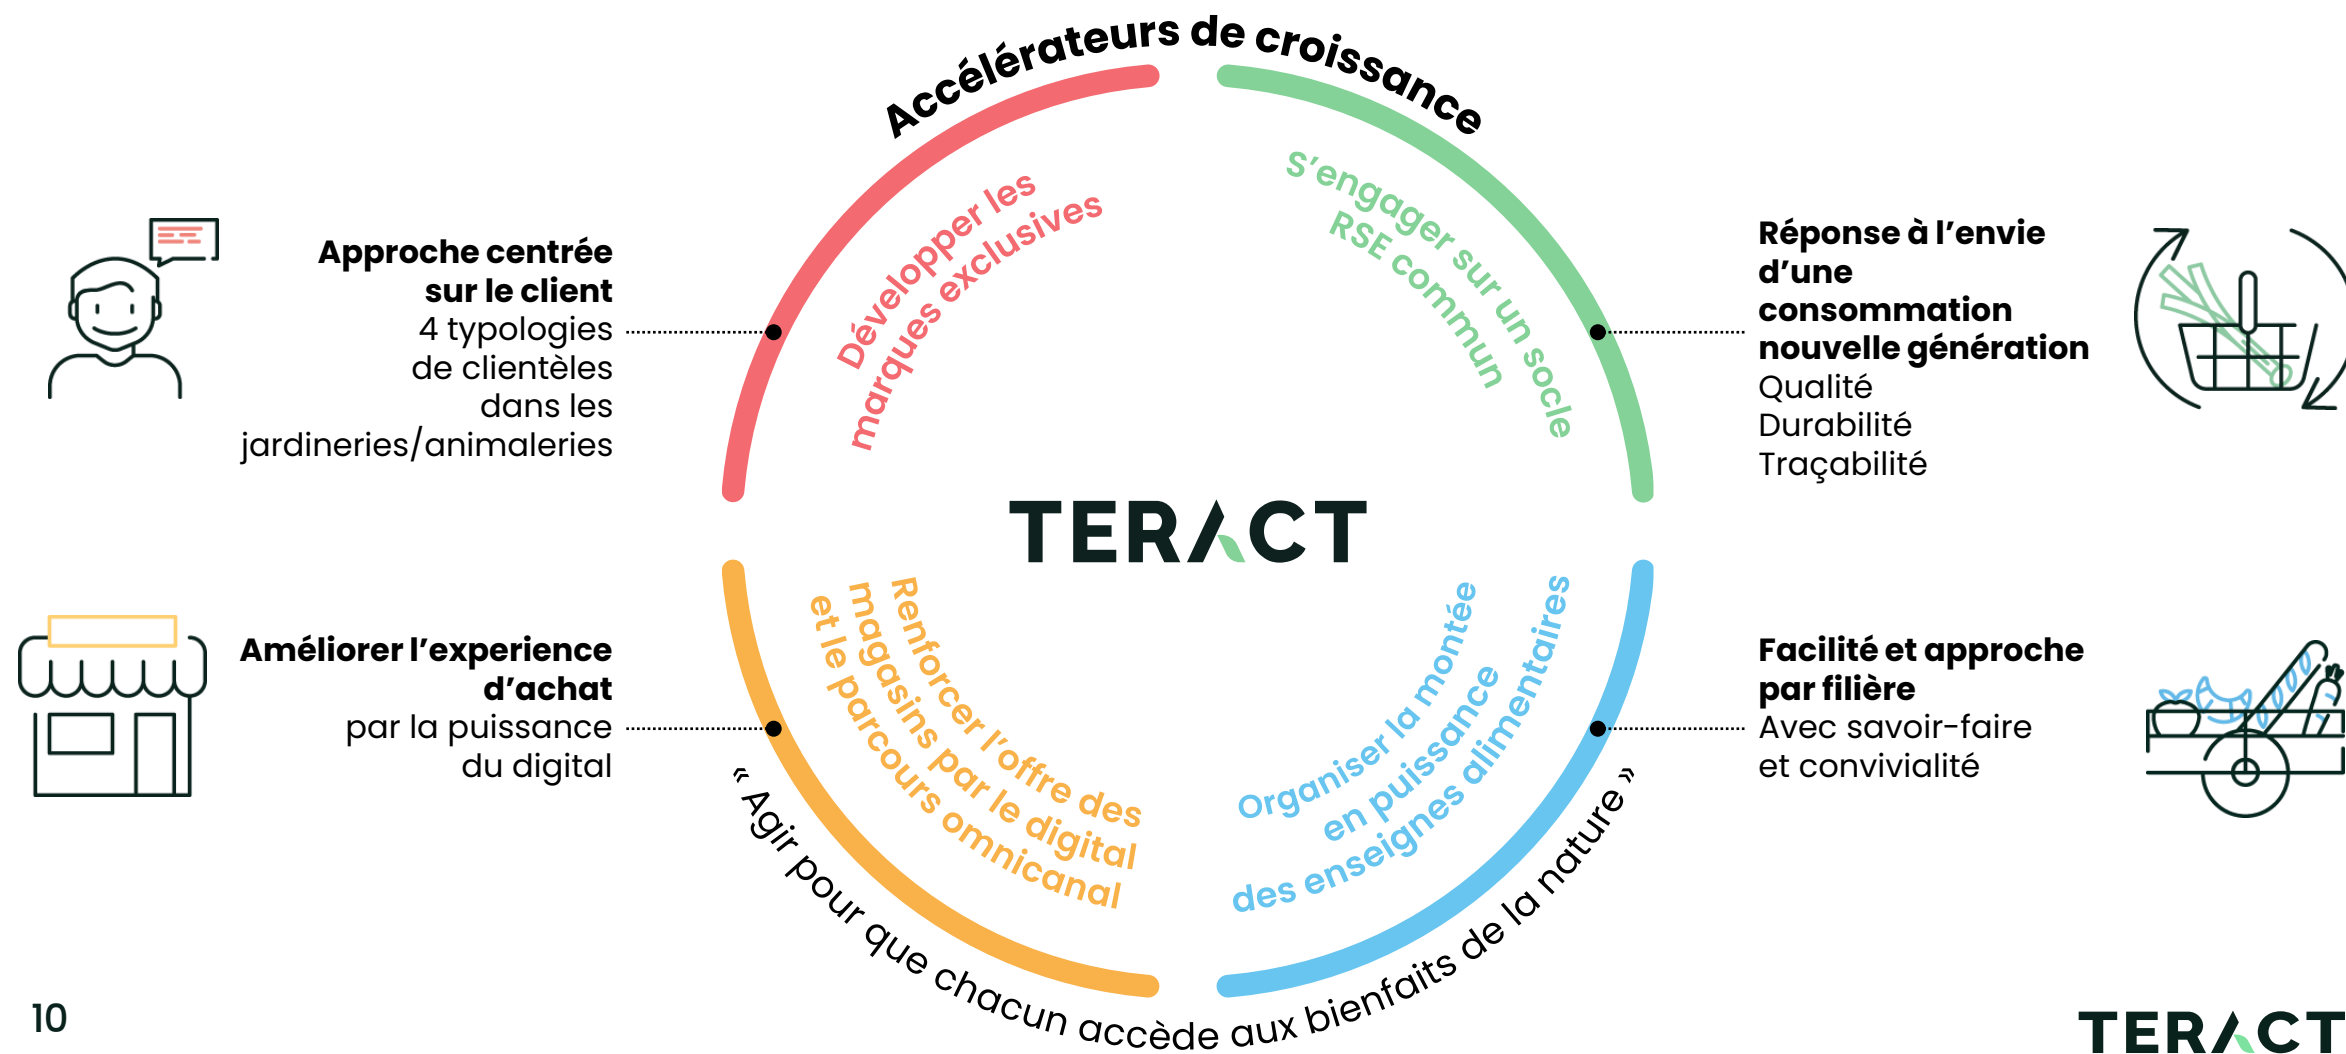 Accélérateurs de croissance
Développer les
marques exclusives
S’engager sur un socle
RSE commun
Approche centrée
sur le client
4 typologies
de clientèles
dans les
jardineries/animaleries
Réponse à l’envie
d’une
consommation
nouvelle génération
Qualité
Durabilité
Traçabilité
TERACT
Améliorer l’experience
d’achat
par la puissance
du digital
Renforcer l’offre des
magasins par le digital
et le parcours omnicanal
Organiser la montée
en puissance
des enseignes alimentaires
Facilité et approche
par filière
Avec savoir-faire
et convivialité
« Agir pour que chacun accède aux bienfaits de la nature »
10
TERACT